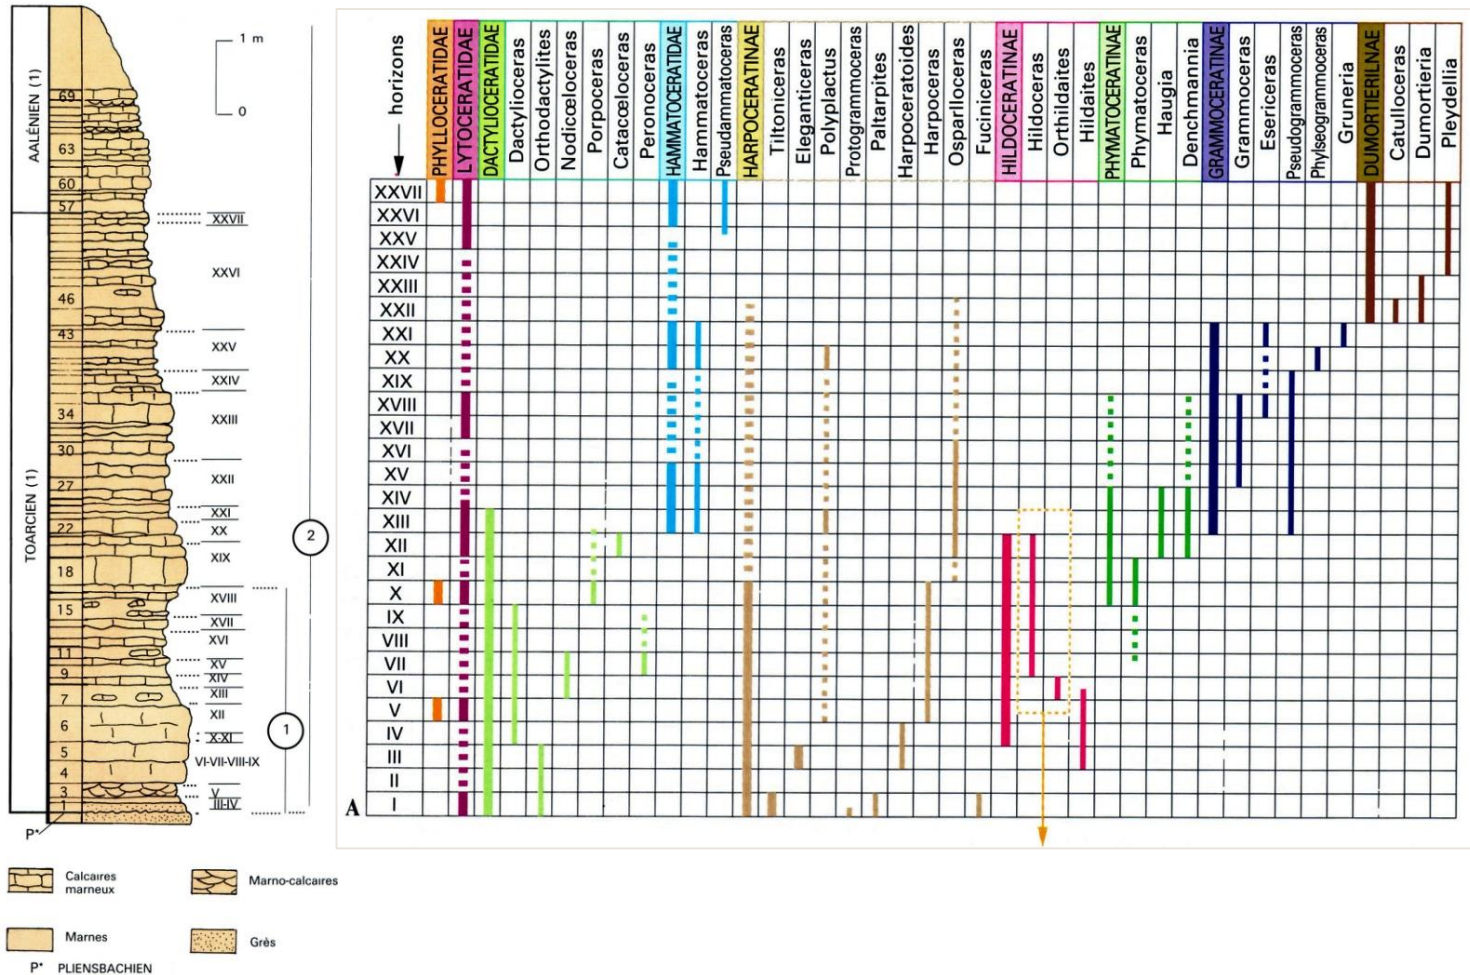 AALÉNIEN (1)
TOARCIEN (1)
1 m
0
69
63
60
57
46
43
34
30
27
22
18
15
11
9
7
6
5
4
3
1
P*
XXVII
XXVI
XXV
XXIV
XXIII
XXII
XXI
XX
XIX
XVIII
XVII
XVI
XV
XIV
XIII
XII
X-XI
VI-VII-VIII-IX
V
III-IV
2
1
horizons
PHYLLOCERATIDAE
LYTOCERATIDAE
DACTYLIOCERATIDAE
Dactylioceras
Orthodactylites
Nodicœloceras
Porpoceras
Catacœloceras
Peronoceras
HAMMATOCERATIDAE
Hammatoceras
Pseudammatoceras
HARPOCERATINAE
Tiltoniceras
Eleganticeras
Polyplactus
Protogrammoceras
Paltarpites
Harpoceratoides
Harpoceras
Osparlioceras
Fuciniceras
HILDOCERATINAE
Hildoceras
Orthildaites
Hildaites
PHYMATOCERATINAE
Phymatoceras
Haugia
Denckmannia
GRAMMOCERATINAE
Grammoceras
Esericeras
Pseudogrammoceras
Phylseogrammoceras
Gruneria
DUMORTIERILNAE
Catulloceras
Dumortieria
Pleydellia
XXVII
XXVI
XXV
XXIV
XXIII
XXII
XXI
XX
XIX
XVIII
XVII
XVI
XV
XIV
XIII
XII
XI
X
IX
VIII
VII
VI
V
IV
III
II
I
A
Calcaires
marneux
Marno-calcaires
Marnes
Grès
P* PLIENSBACHIEN